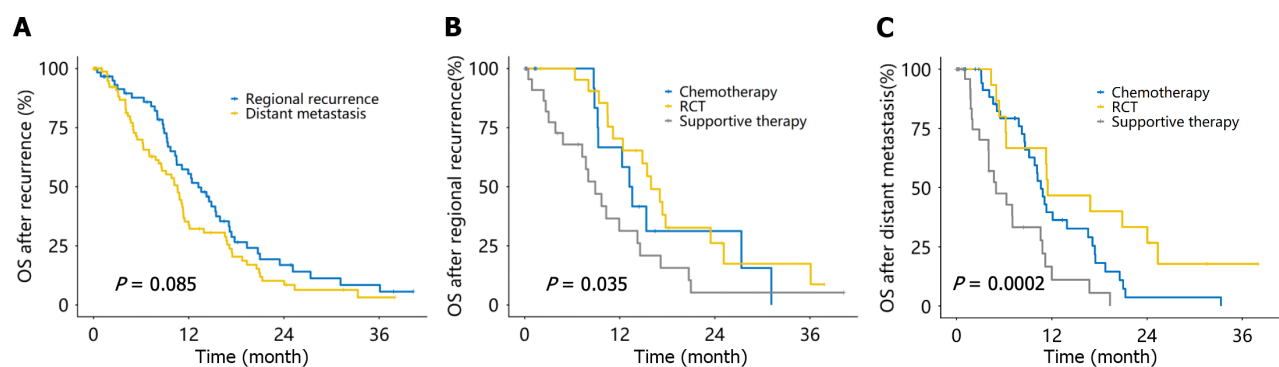 A
OS after recurrence (%)
100
75
50
25
0
Regional recurrence
Distant metastasis
P = 0.085
0 12 24 36
Time (month)
B
OS after regional recurrence(%)
100
75
50
25
0
Chemotherapy
RCT
Supportive therapy
P = 0.035
0 12 24 36
Time (month)
C
OS after distant metastasis(%)
100
75
50
25
0
Chemotherapy
RCT
Supportive therapy
P = 0.0002
0 12 24 36
Time (month)